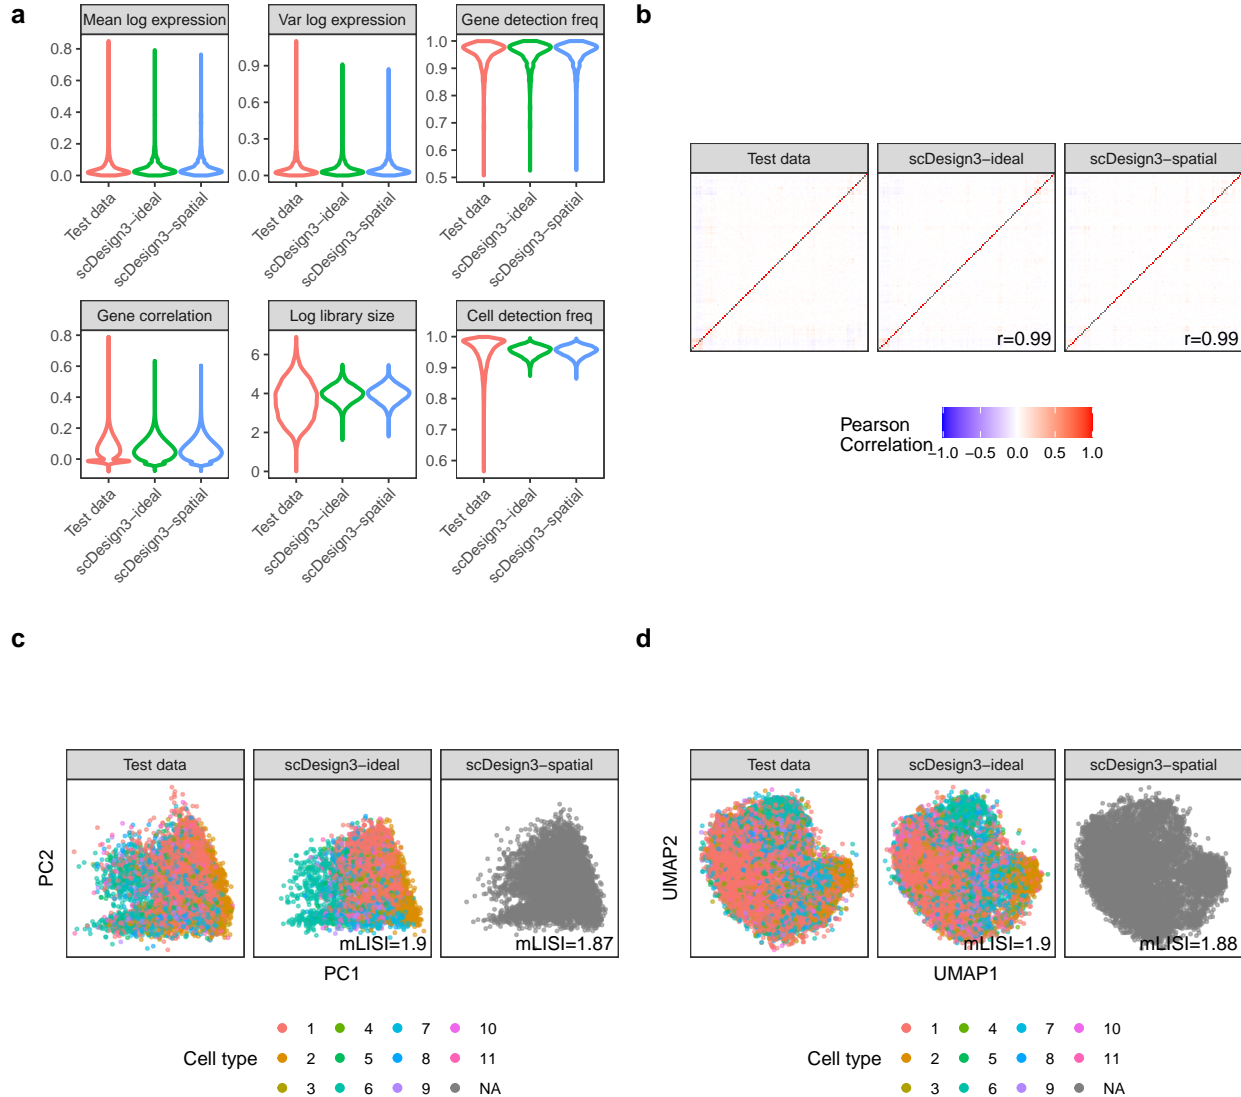 a
Mean log expression Var log expression Gene detection freq
0.8
0.6
0.4
0.2
0.0
0.9
0.6
0.3
0.0
1.0
0.9
0.8
0.7
0.6
0.5
Test data scDesign3−ideal scDesign3−spatial
Test data scDesign3−ideal scDesign3−spatial
Test data scDesign3−ideal scDesign3−spatial
Gene correlation Log library size Cell detection freq
0.8
0.6
0.4
0.2
0.0
6
4
2
0
1.0
0.9
0.8
0.7
0.6
Test data scDesign3−ideal scDesign3−spatial
Test data scDesign3−ideal scDesign3−spatial
Test data scDesign3−ideal scDesign3−spatial
b
Test data scDesign3−ideal scDesign3−spatial
r=0.99 r=0.99
Pearson
Correlation
−1.0 −0.5 0.0 0.5 1.0
c
Test data scDesign3−ideal scDesign3−spatial
PC2
mLISI=1.9 mLISI=1.87
PC1
Cell type
1 4 7 10
2 5 8 11
3 6 9 NA
d
Test data scDesign3−ideal scDesign3−spatial
UMAP2
mLISI=1.9 mLISI=1.88
UMAP1
Cell type
1 4 7 10
2 5 8 11
3 6 9 NA